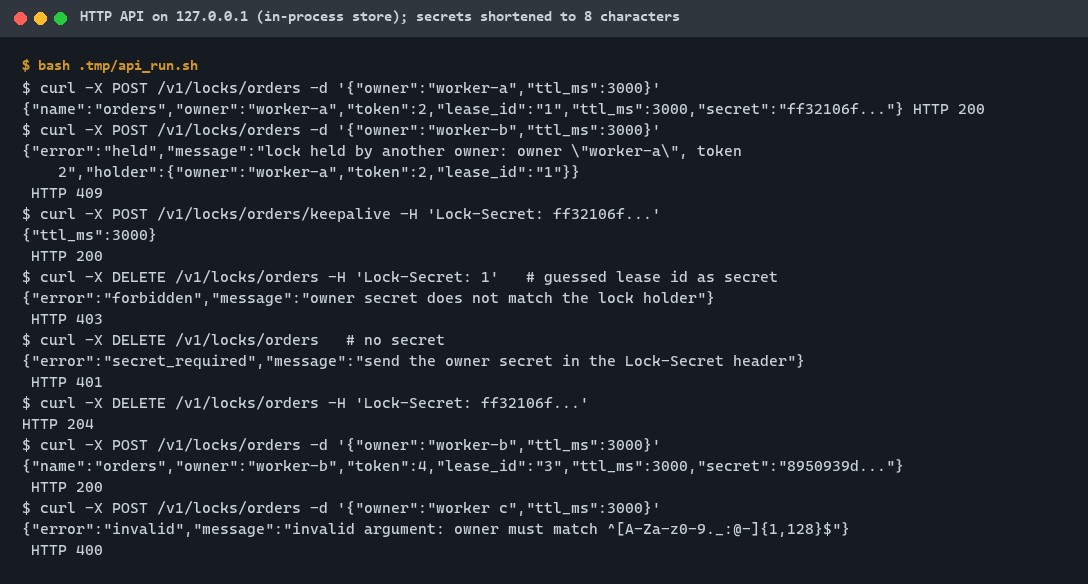 HTTP API on 127.0.0.1 (in-process store); secrets shortened to 8 characters
$ bash .tmp/api_run.sh
$ curl -X POST /v1/locks/orders -d '{"owner":"worker-a","ttl_ms":3000}'
{"name":"orders","owner":"worker-a","token":2,"lease_id":"1","ttl_ms":3000,"secret":"ff32106f..."} HTTP 200
$ curl -X POST /v1/locks/orders -d '{"owner":"worker-b","ttl_ms":3000}'
{"error":"held","message":"lock held by another owner: owner \"worker-a\", token
2","holder":{"owner":"worker-a","token":2,"lease_id":"1"}}
HTTP 409
$ curl -X POST /v1/locks/orders/keepalive -H 'Lock-Secret: ff32106f...'
{"ttl_ms":3000}
HTTP 200
$ curl -X DELETE /v1/locks/orders -H 'Lock-Secret: 1'   # guessed lease id as secret
{"error":"forbidden","message":"owner secret does not match the lock holder"}
HTTP 403
$ curl -X DELETE /v1/locks/orders   # no secret
{"error":"secret_required","message":"send the owner secret in the Lock-Secret header"}
HTTP 401
$ curl -X DELETE /v1/locks/orders -H 'Lock-Secret: ff32106f...'
HTTP 204
$ curl -X POST /v1/locks/orders -d '{"owner":"worker-b","ttl_ms":3000}'
{"name":"orders","owner":"worker-b","token":4,"lease_id":"3","ttl_ms":3000,"secret":"8950939d..."}
HTTP 200
$ curl -X POST /v1/locks/orders -d '{"owner":"worker c","ttl_ms":3000}'
{"error":"invalid","message":"invalid argument: owner must match ^[A-Za-z0-9._:@-]{1,128}$"}
HTTP 400